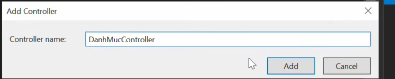 Add Controller
Controller name:
DanhMucController
Add
Cancel